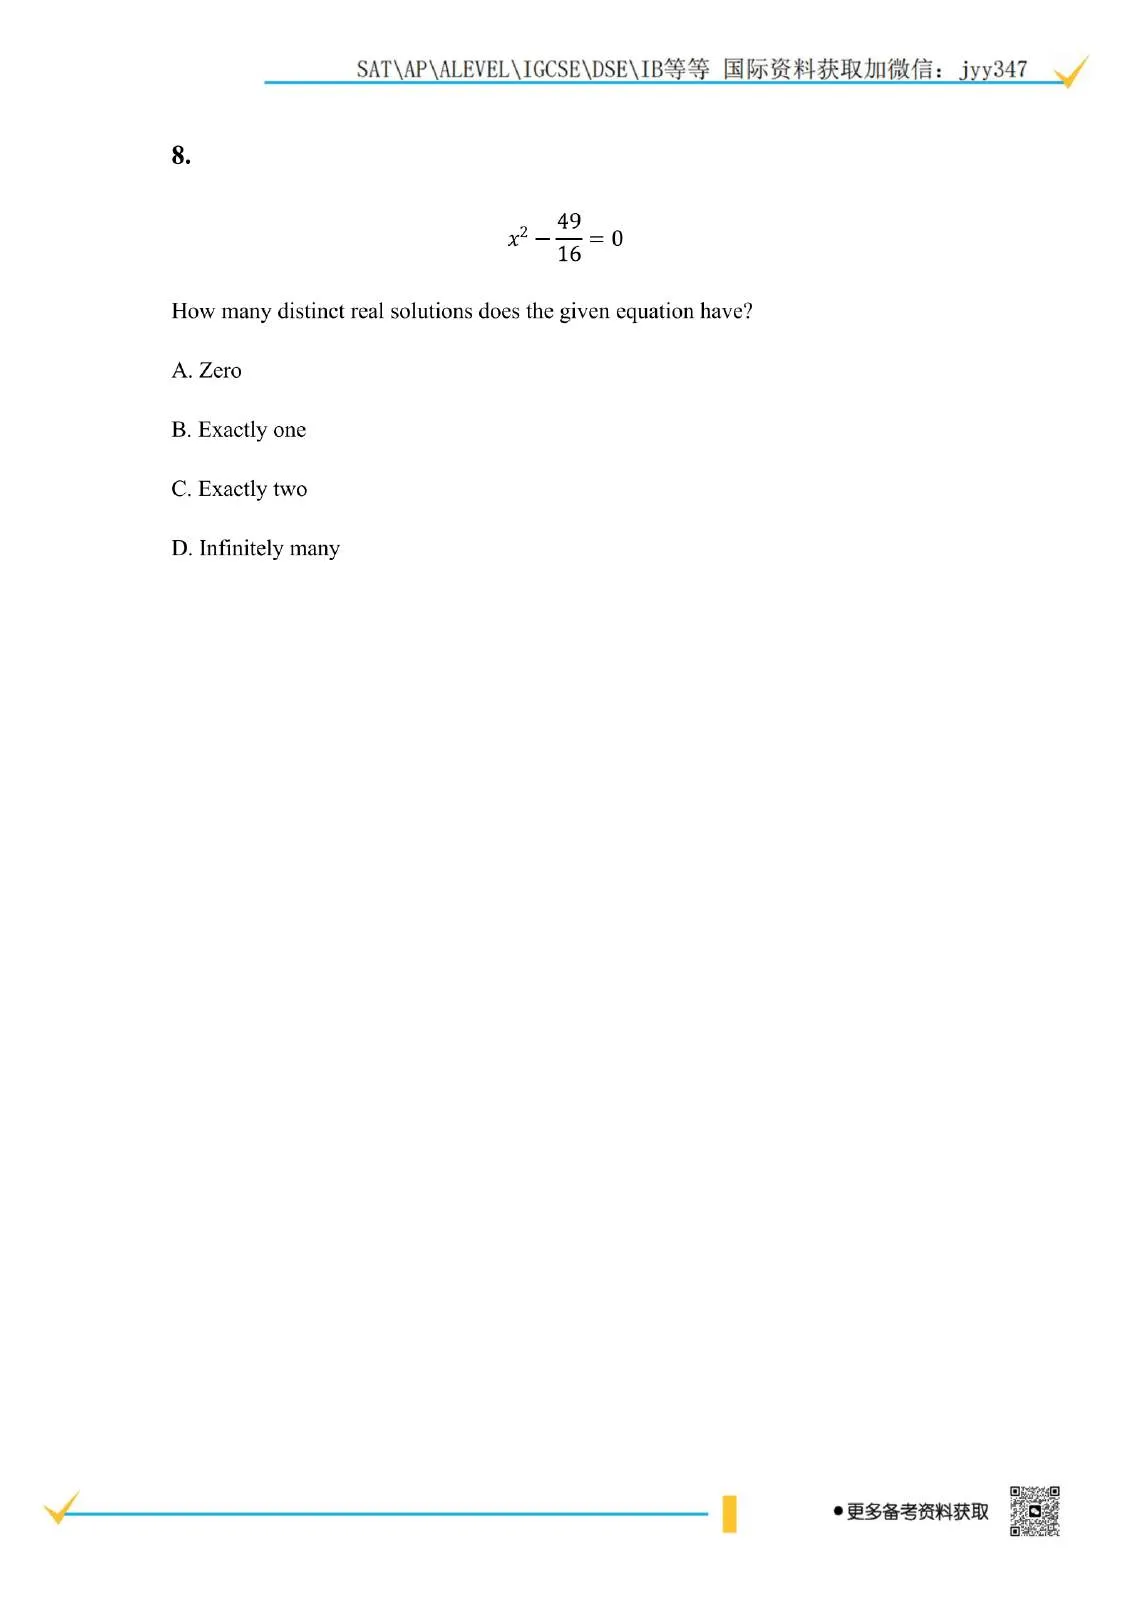 SAT\AP\ALEVEL\IGCSE\DSE\IB等等 国际资料获取加微信：jyy347
8.
x² − 49/16 = 0
How many distinct real solutions does the given equation have?
A. Zero
B. Exactly one
C. Exactly two
D. Infinitely many
●更多备考资料获取